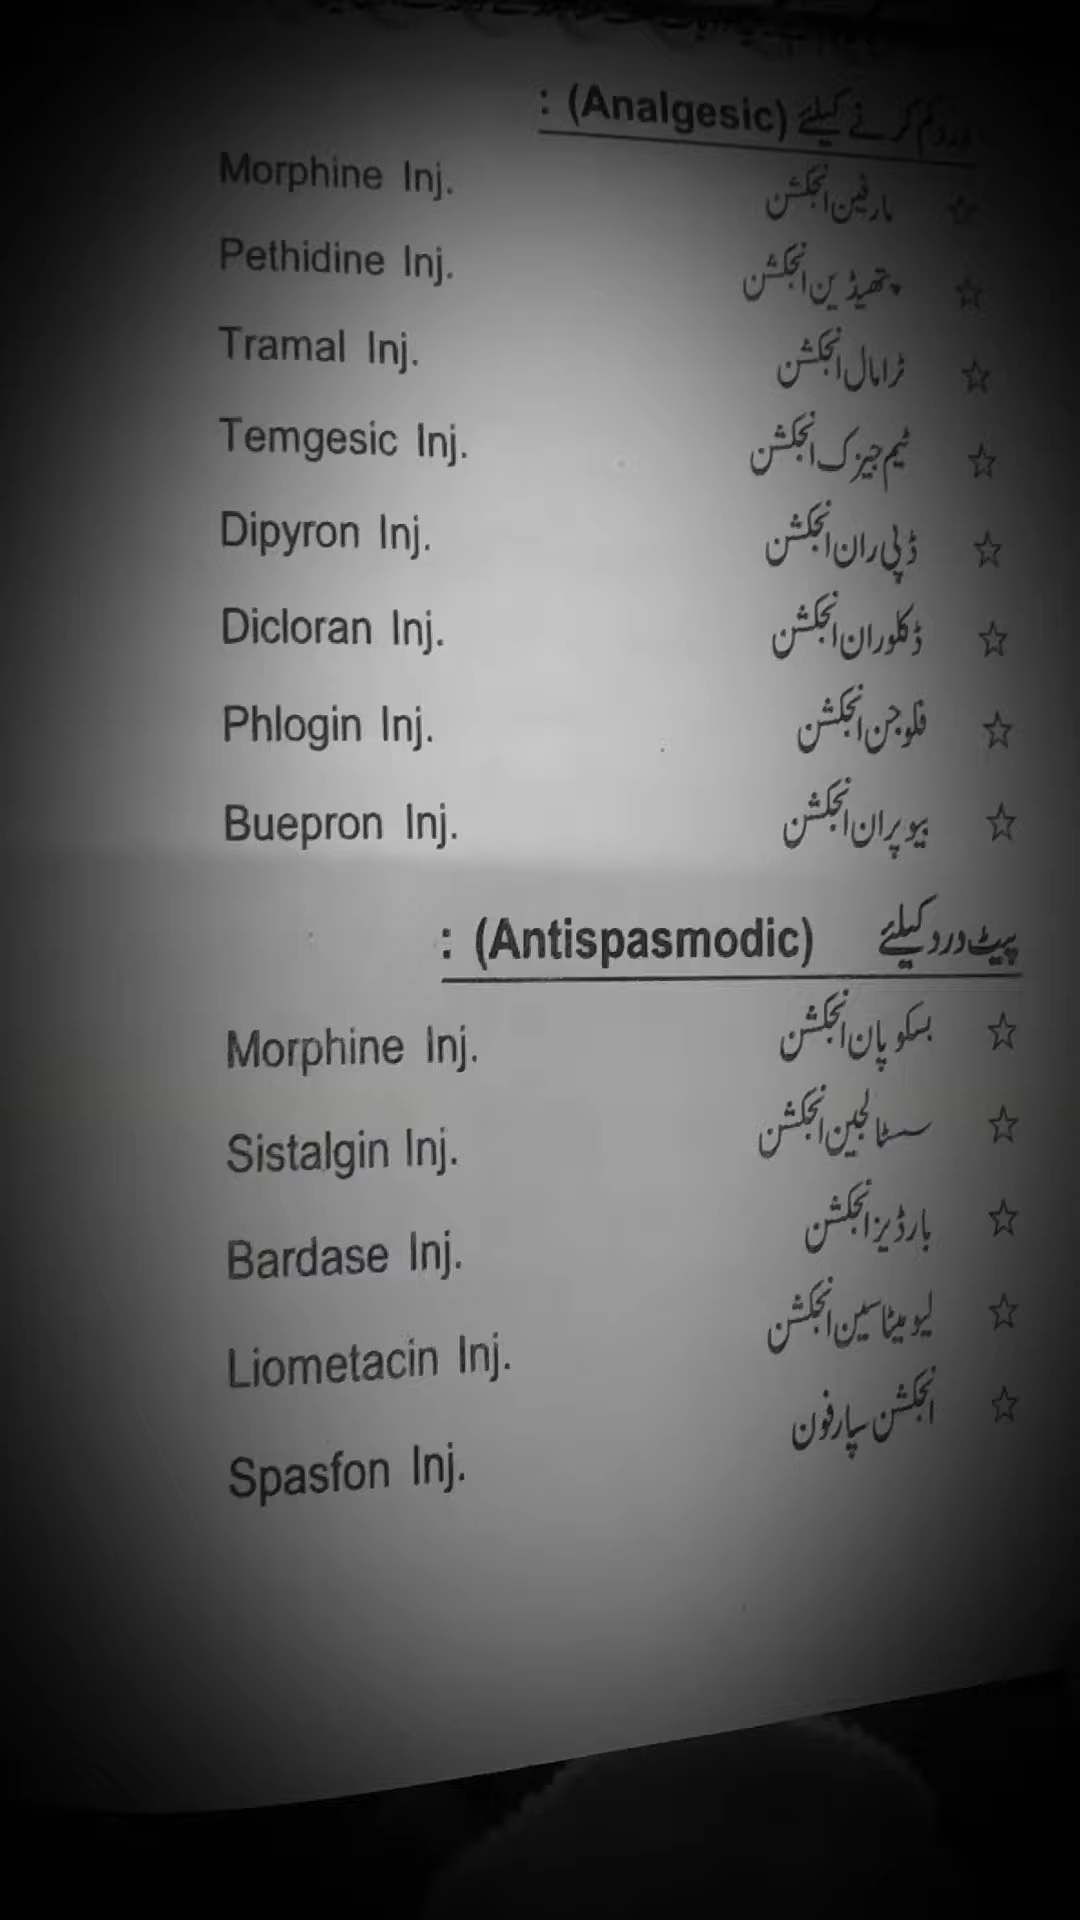 درد کم کرنے کیلئے (Analgesic) :
☆ مارفین انجکشن Morphine Inj.
☆ پتھیڈین انجکشن Pethidine Inj.
☆ ٹرامال انجکشن Tramal Inj.
☆ ٹیم جیزک انجکشن Temgesic Inj.
☆ ڈپی ران انجکشن Dipyron Inj.
☆ ڈکلوران انجکشن Dicloran Inj.
☆ فلوجن انجکشن Phlogin Inj.
☆ بیوپران انجکشن Buepron Inj.
پیٹ درد کیلئے (Antispasmodic) :
☆ بسکوپان انجکشن Morphine Inj.
☆ سسٹالجین انجکشن Sistalgin Inj.
☆ بارڈیز انجکشن Bardase Inj.
☆ لیومیٹاسین انجکشن Liometacin Inj.
☆ انجکشن سپارفون Spasfon Inj.